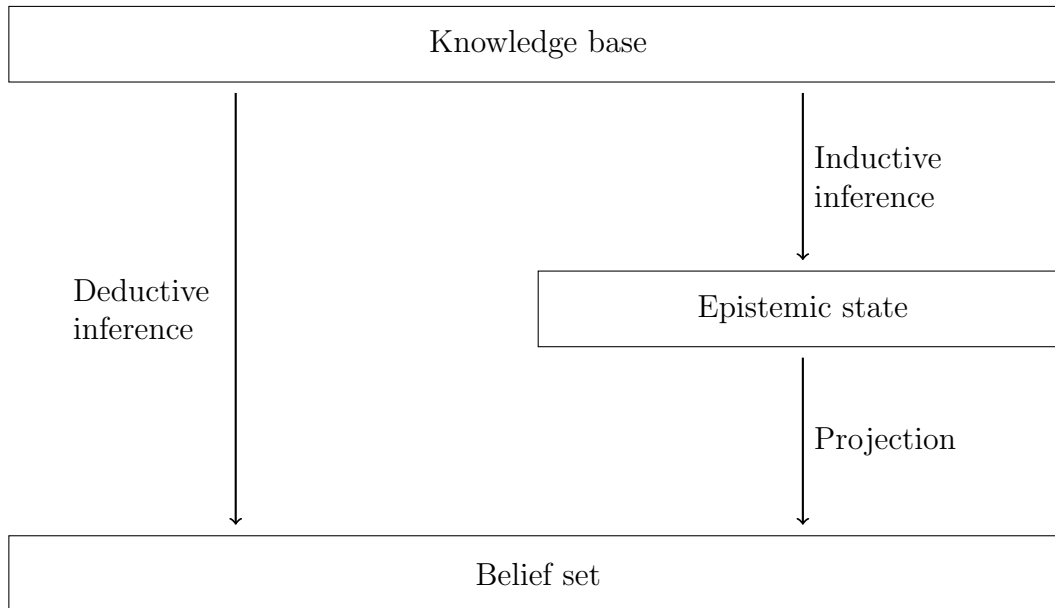 Knowledge base
Inductive
inference
Deductive
inference
Epistemic state
Projection
Belief set